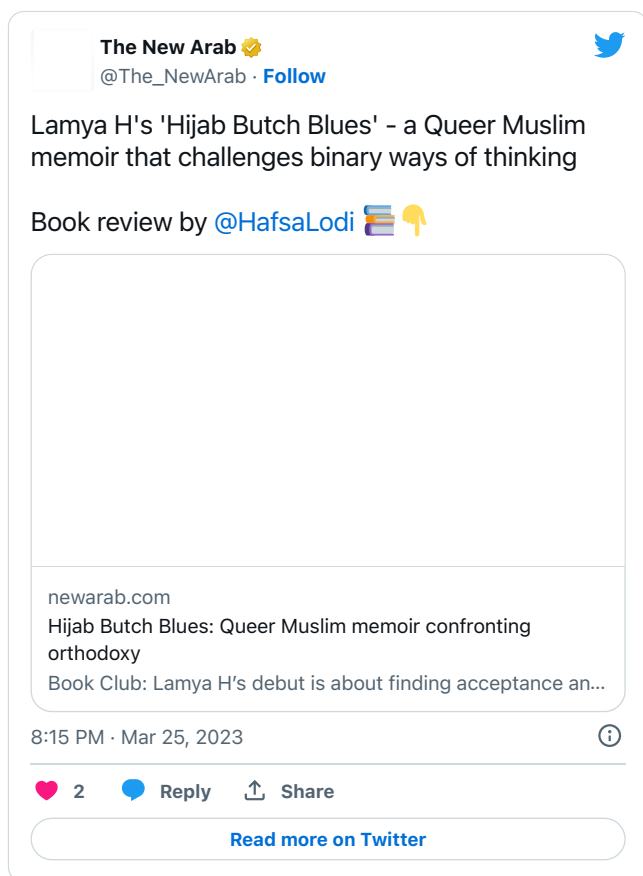 The New Arab
@The_NewArab · Follow
Lamya H's 'Hijab Butch Blues' - a Queer Muslim
memoir that challenges binary ways of thinking
Book review by @HafsaLodi 📚👇
newarab.com
Hijab Butch Blues: Queer Muslim memoir confronting
orthodoxy
Book Club: Lamya H’s debut is about finding acceptance an...
8:15 PM · Mar 25, 2023
2 Reply Share
Read more on Twitter